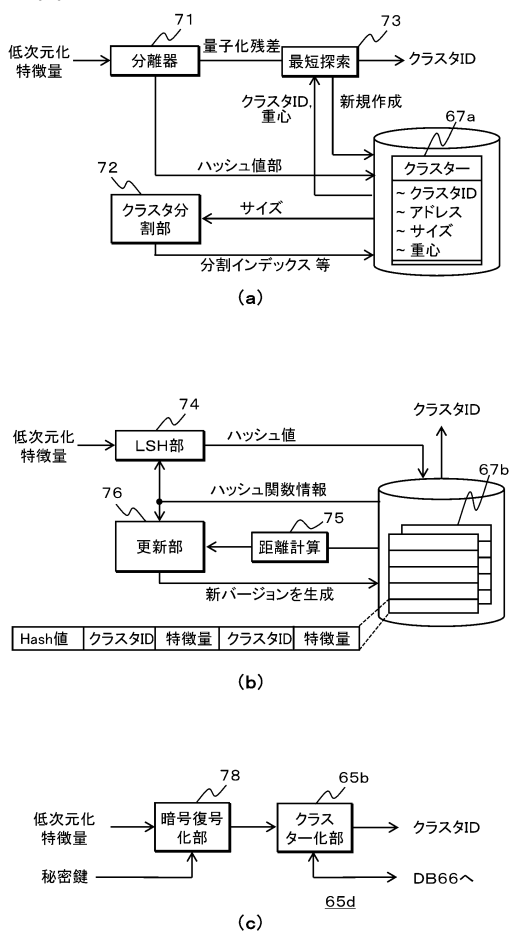 71
73
低次元化
特徴量
分離器
量子化残差
最短探索
クラスタID
クラスタID,
重心
新規作成
67a
ハッシュ値部
クラスター
72
クラスタ分
割部
サイズ
~ クラスタID
~ アドレス
~ サイズ
~ 重心
分割インデックス 等
(a)
74
クラスタID
低次元化
特徴量
LSH部
ハッシュ値
67b
76
ハッシュ関数情報
75
更新部
距離計算
新バージョンを生成
Hash値 クラスタID 特徴量 クラスタID 特徴量
(b)
78
65b
低次元化
特徴量
暗号復号
化部
クラス
ター化部
クラスタID
秘密鍵
DB66へ
65d
(c)